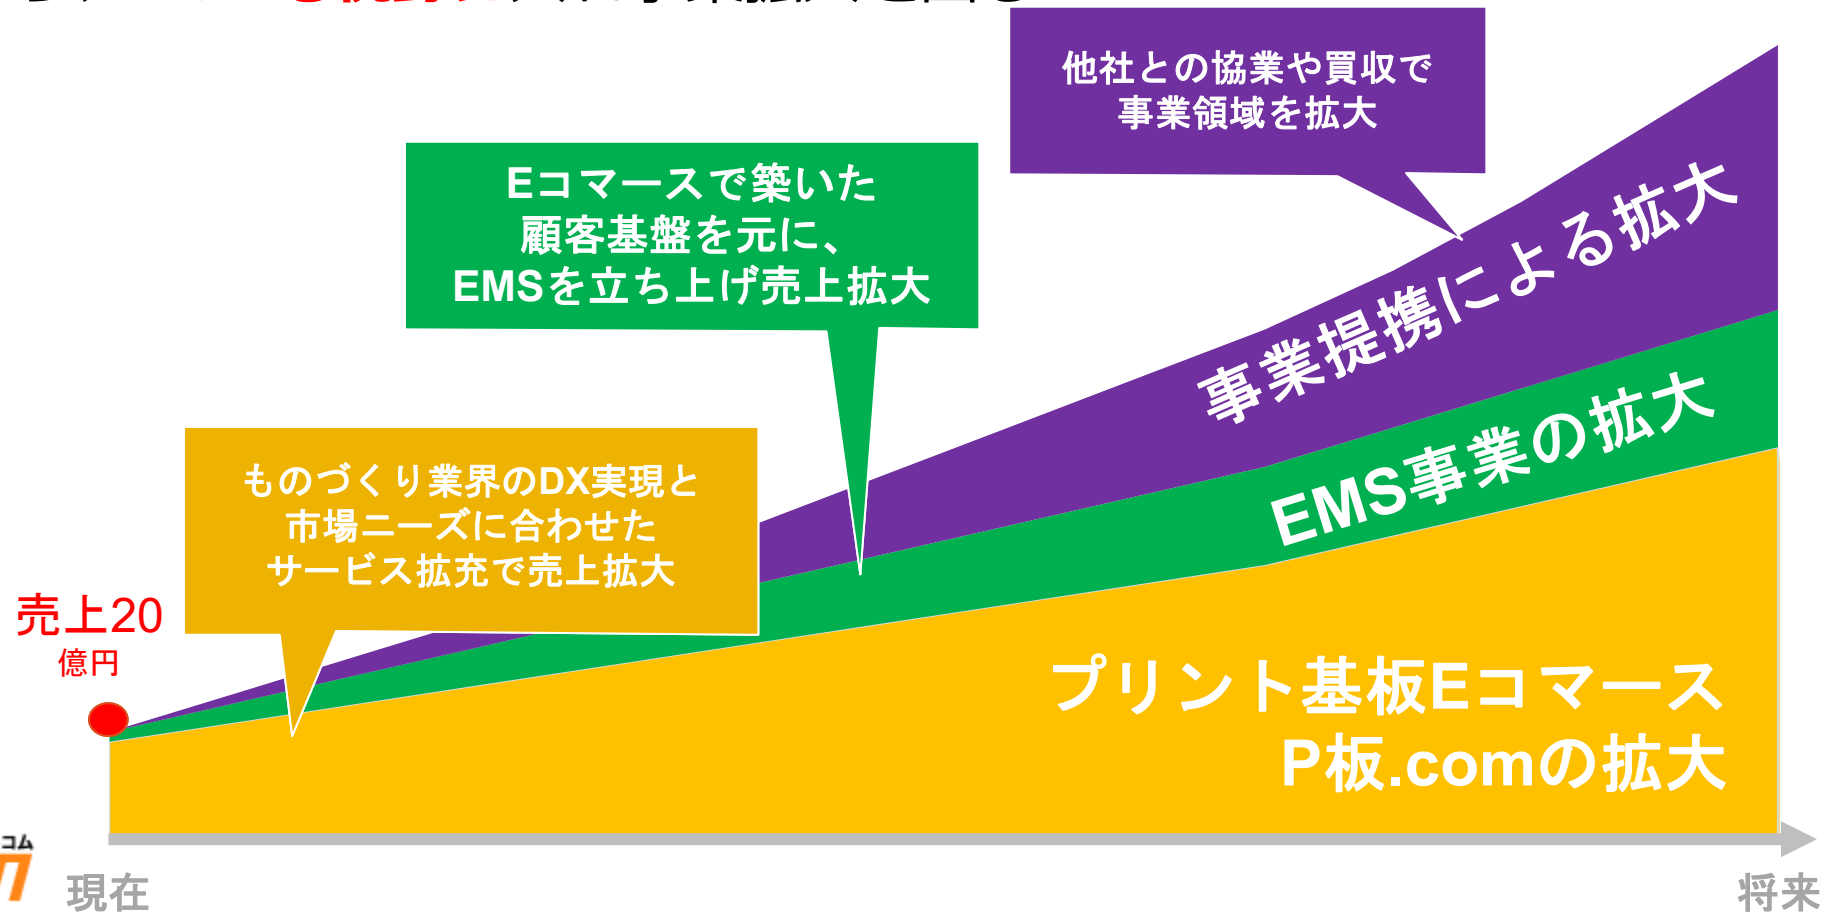 他社との協業や買収で
事業領域を拡大
Eコマースで築いた
顧客基盤を元に、
EMSを立ち上げ売上拡大
ものづくり業界のDX実現と
市場ニーズに合わせた
サービス拡充で売上拡大
売上20
億円
事業提携による拡大
EMS事業の拡大
プリント基板Eコマース
P板.comの拡大
コム
現在
将来